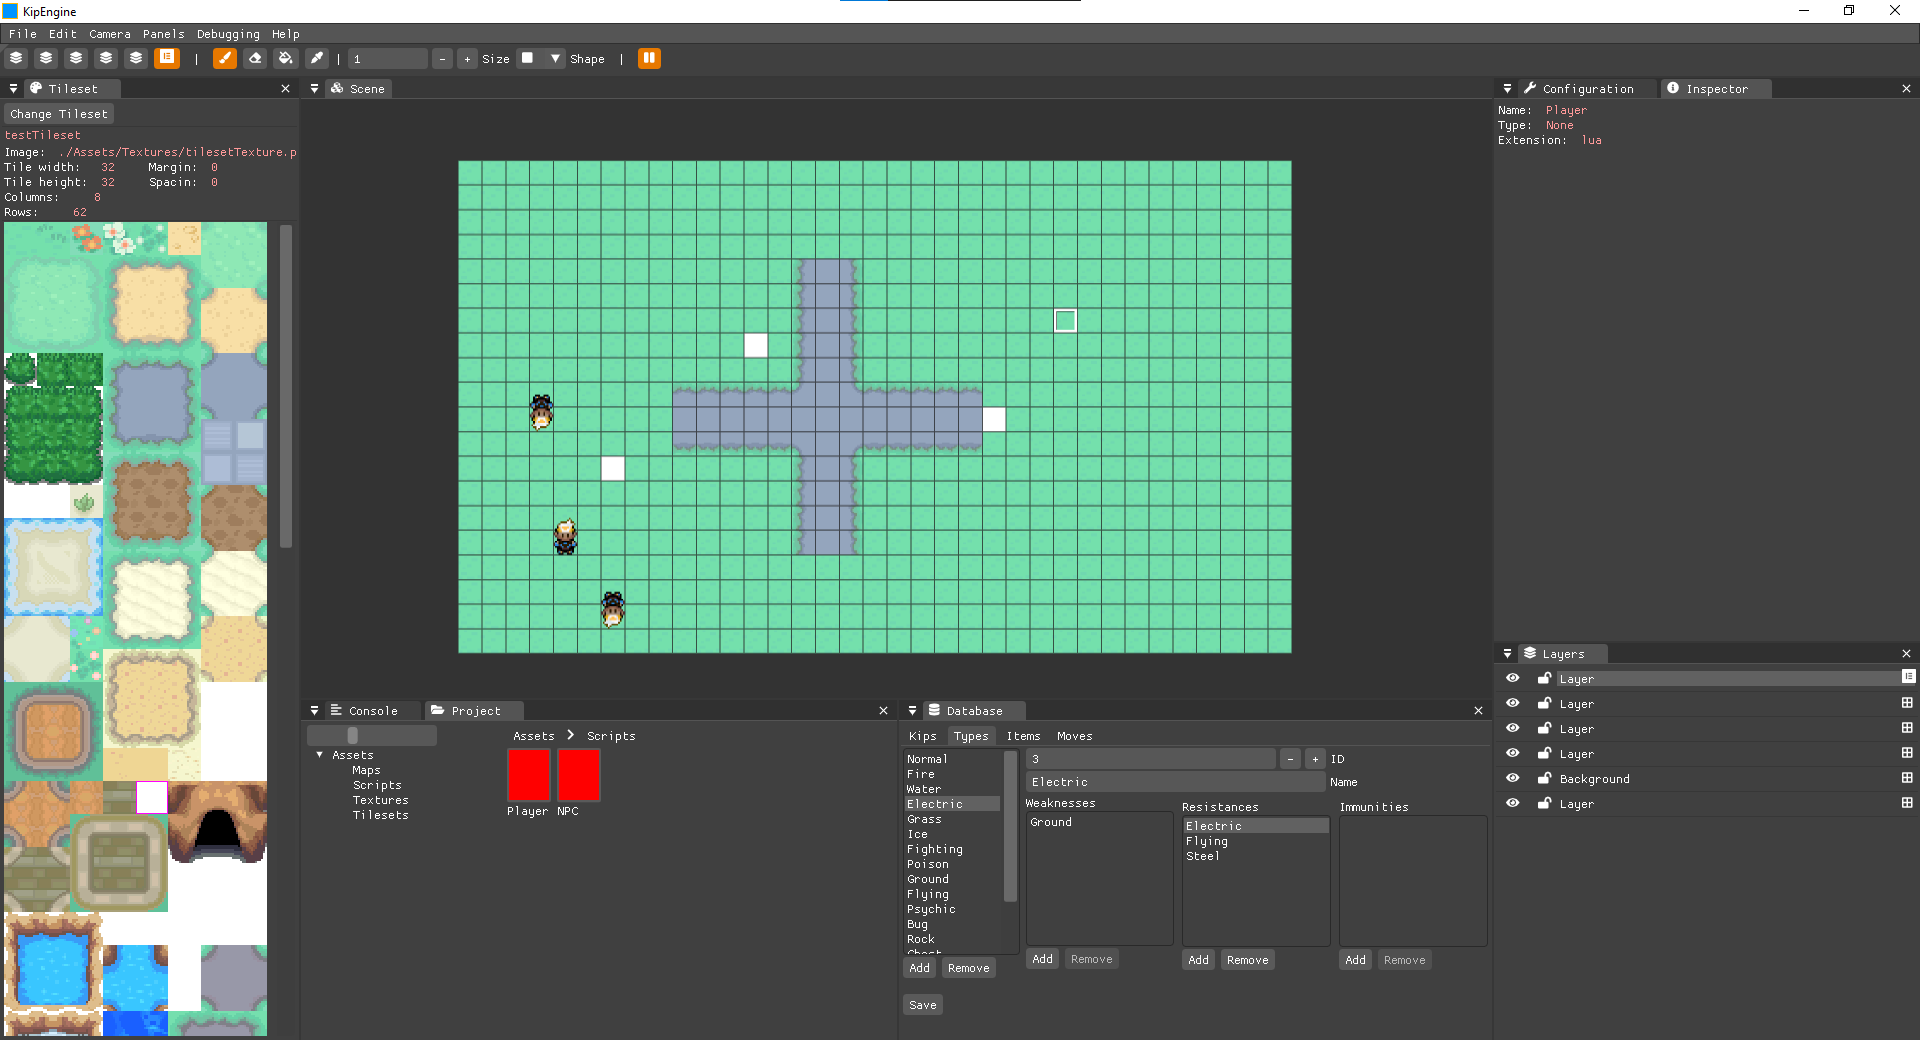 KipEngine
File Edit Camera Panels Debugging Help
| 1 - + Size Shape |
Tileset
Change Tileset
testTileset
Image: ./Assets/Textures/tilesetTexture.p
Tile width: 32 Margin: 0
Tile height: 32 Spacin: 0
Columns: 8
Rows: 62
Scene
Configuration Inspector
Name: Player
Type: None
Extension: lua
Layers
Layer
Layer
Layer
Layer
Background
Layer
Console Project
Assets
Maps
Scripts
Textures
Tilesets
Assets > Scripts
Player NPC
Database
Kips Types Items Moves
Normal
Fire
Water
Electric
Grass
Ice
Fighting
Poison
Ground
Flying
Psychic
Bug
Rock
Add Remove
Save
3 - + ID
Electric Name
Weaknesses
Ground
Add Remove
Resistances
Electric
Flying
Steel
Add Remove
Immunities
Add Remove